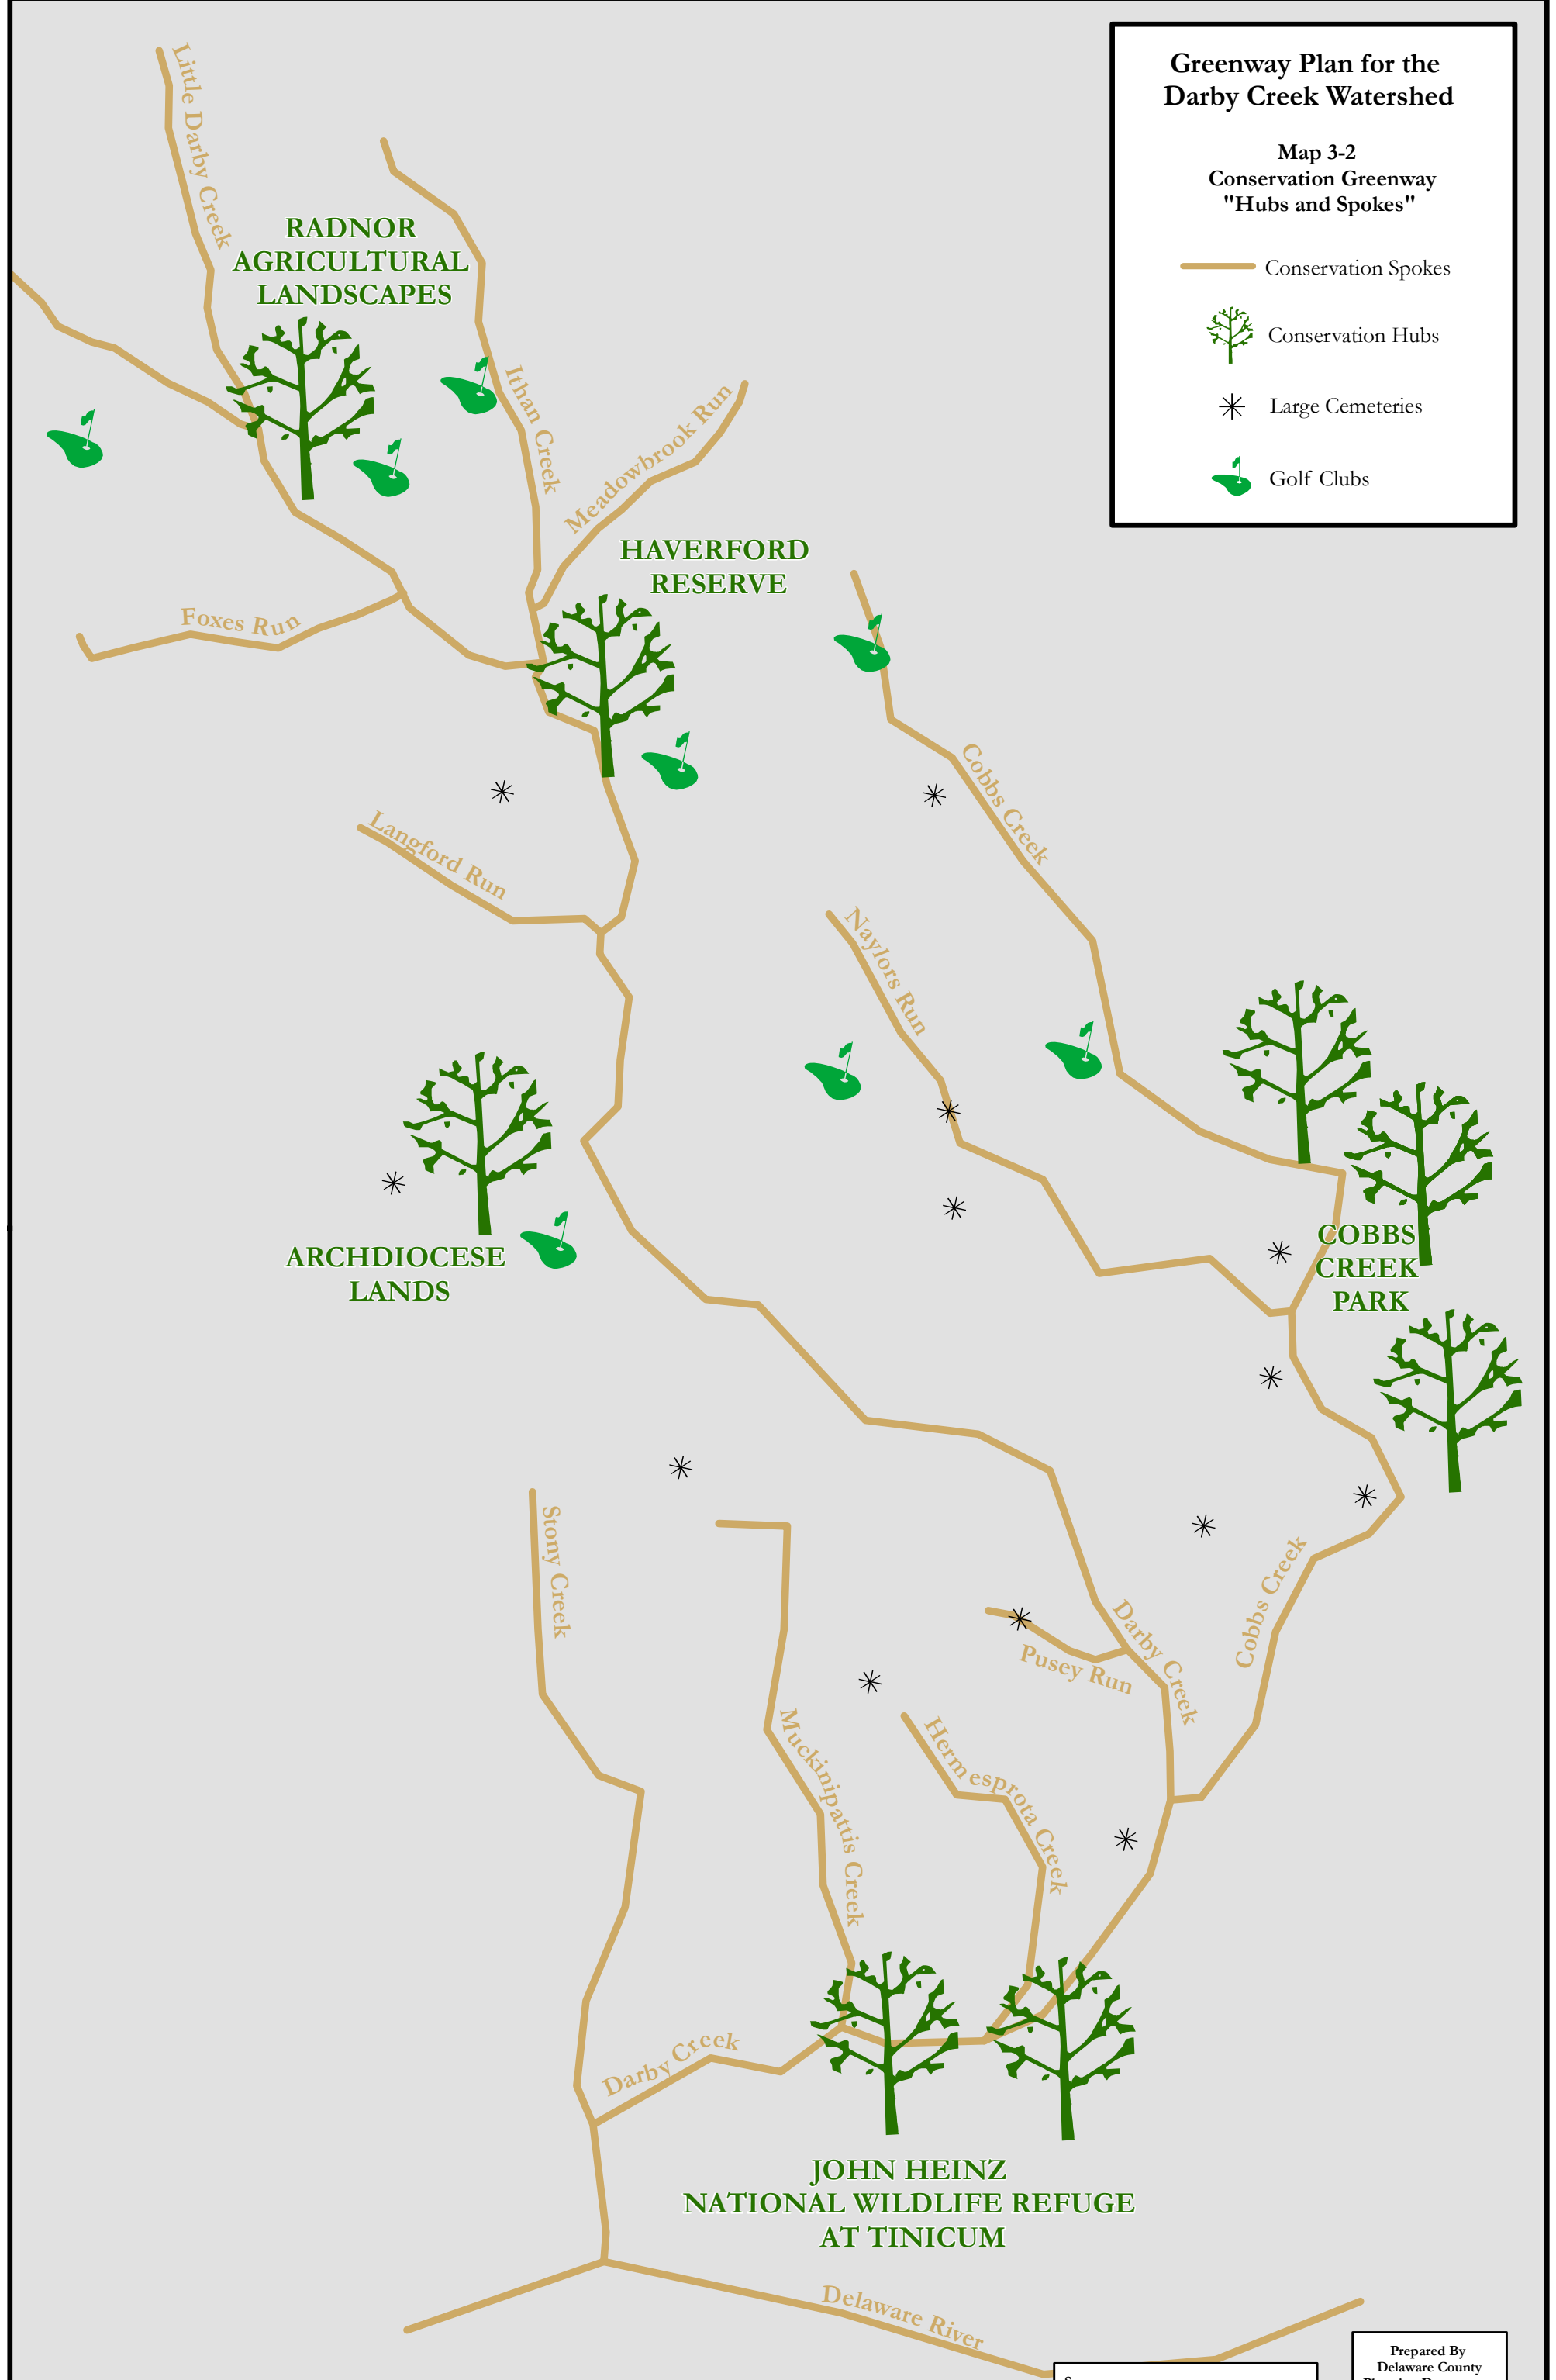 Greenway Plan for the
Darby Creek Watershed
Map 3-2
Conservation Greenway
"Hubs and Spokes"
Conservation Spokes
Conservation Hubs
Large Cemeteries
Golf Clubs
Little Darby Creek
RADNOR
AGRICULTURAL
LANDSCAPES
Ithan Creek
Meadowbrook Run
HAVERFORD
RESERVE
Foxes Run
Cobbs Creek
Langford Run
Naylors Run
ARCHDIOCESE
LANDS
COBBS
CREEK
PARK
Stony Creek
Cobbs Creek
Darby Creek
Pusey Run
Muckinipattis Creek
Hermesprota Creek
Darby Creek
JOHN HEINZ
NATIONAL WILDLIFE REFUGE
AT TINICUM
Delaware River
Prepared By
Delaware County